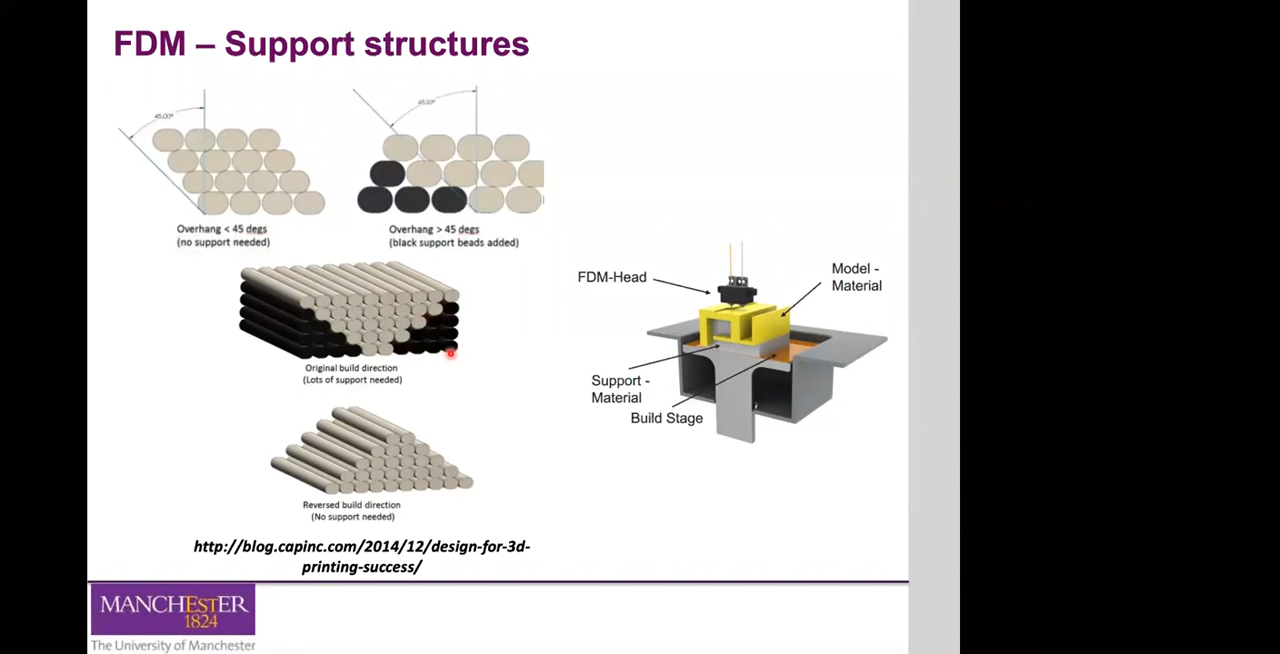 FDM – Support structures
45.00º
45.00º
Overhang < 45 degs
(no support needed)
Overhang > 45 degs
(black support beads added)
Original build direction
(Lots of support needed)
Reversed build direction
(No support needed)
FDM-Head
Model -
Material
Support -
Material
Build Stage
http://blog.capinc.com/2014/12/design-for-3d-
printing-success/
MANCHESTER
1824
The University of Manchester